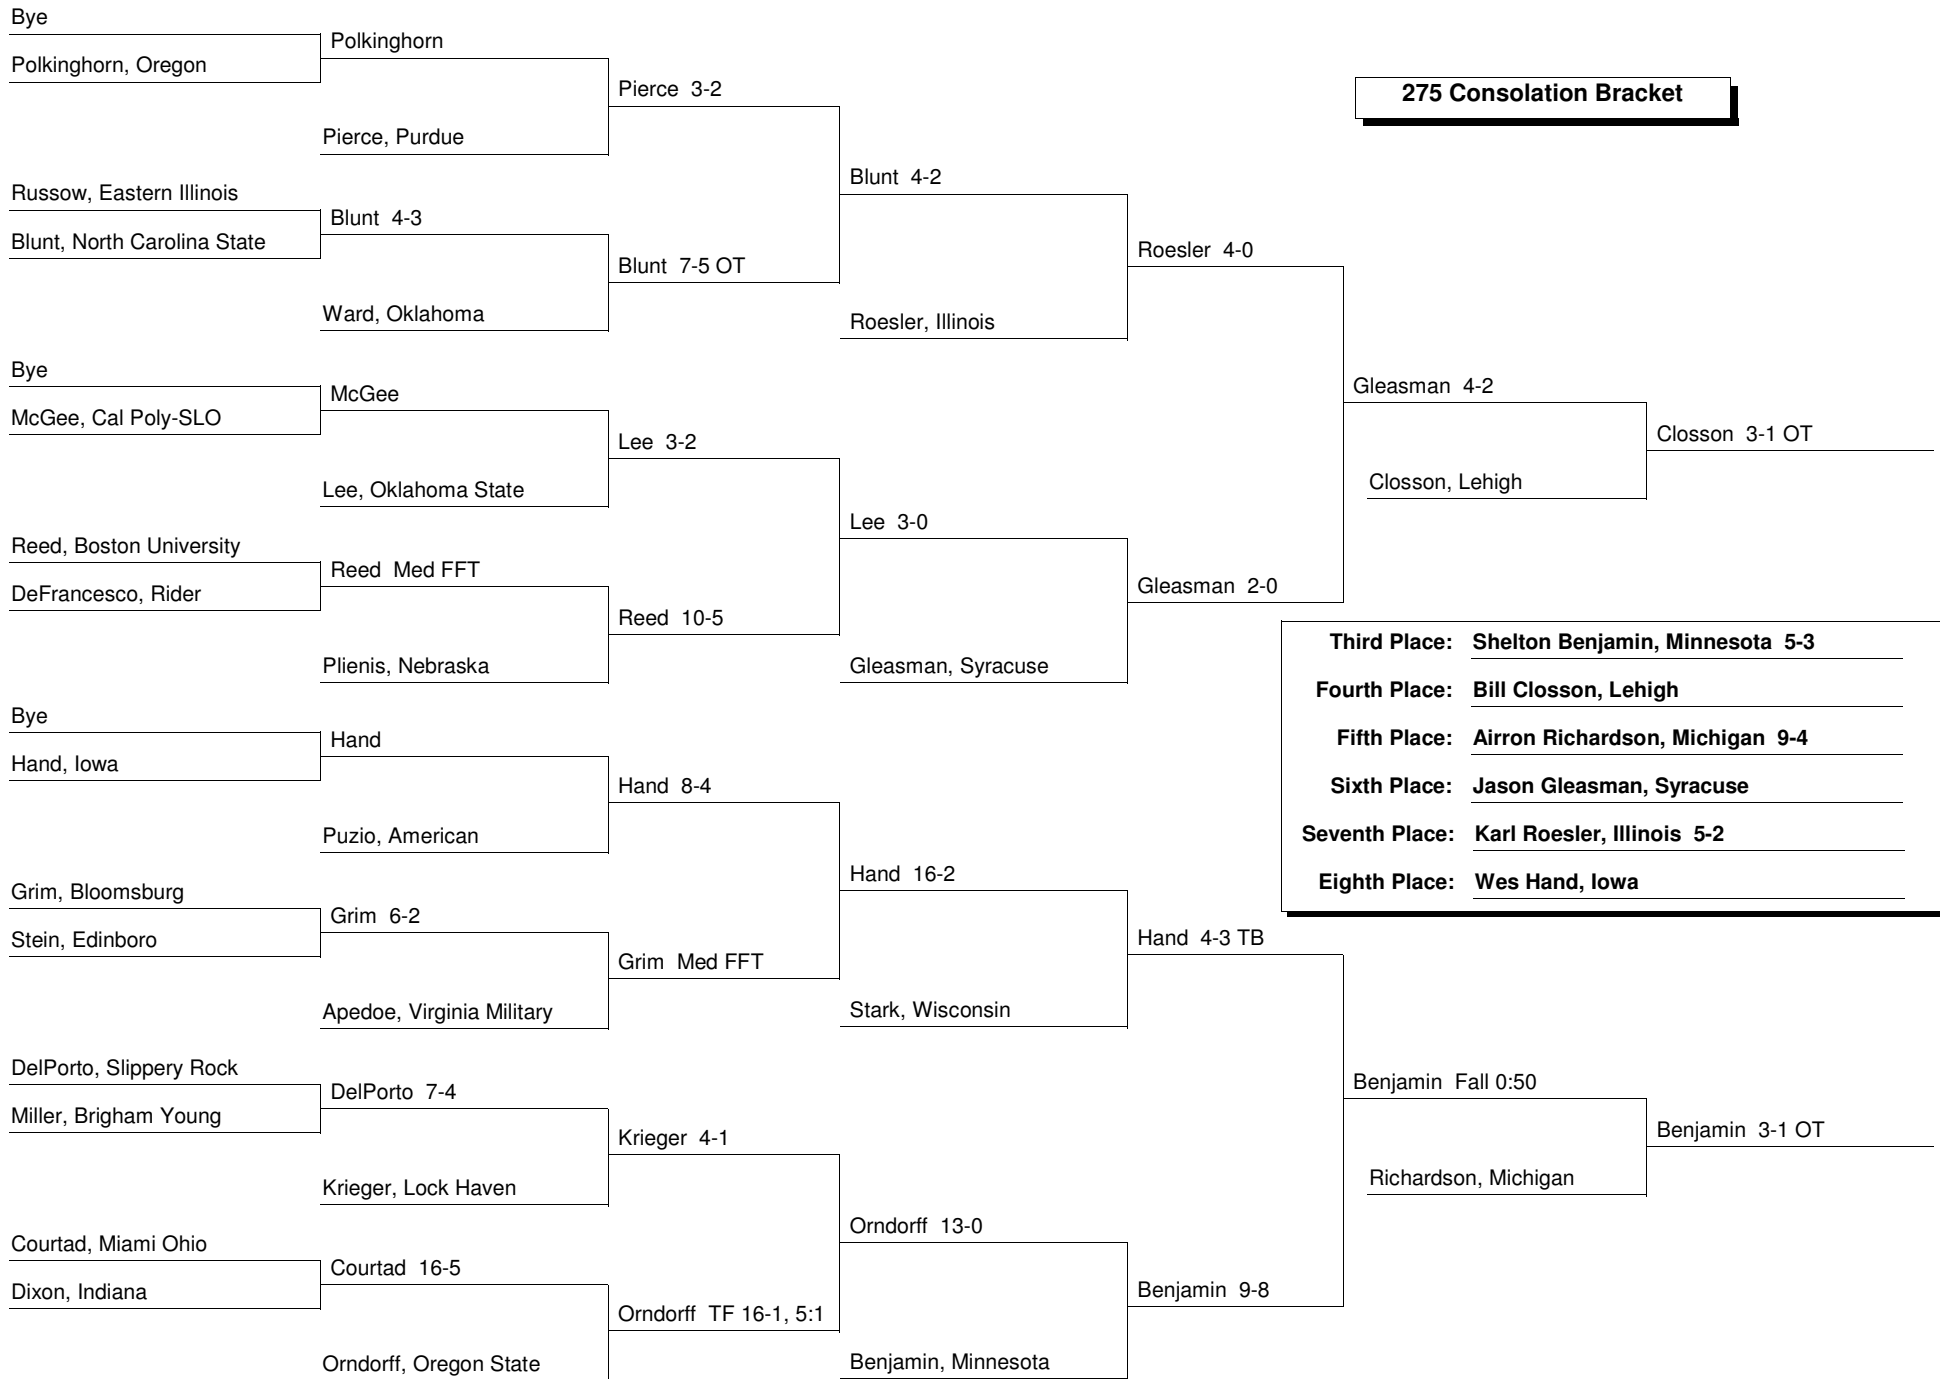 Bye
Polkinghorn
Polkinghorn, Oregon
Pierce 3-2
275 Consolation Bracket
Pierce, Purdue
Blunt 4-2
Russow, Eastern Illinois
Blunt 4-3
Blunt, North Carolina State
Roesler 4-0
Blunt 7-5 OT
Ward, Oklahoma
Roesler, Illinois
Bye
McGee
Gleasman 4-2
McGee, Cal Poly-SLO
Lee 3-2
Closson 3-1 OT
Lee, Oklahoma State
Closson, Lehigh
Lee 3-0
Reed, Boston University
Reed Med FFT
DeFrancesco, Rider
Gleasman 2-0
Reed 10-5
Third Place: Shelton Benjamin, Minnesota 5-3
Plienis, Nebraska
Gleasman, Syracuse
Fourth Place: Bill Closson, Lehigh
Bye
Hand
Fifth Place: Airron Richardson, Michigan 9-4
Hand, Iowa
Hand 8-4
Sixth Place: Jason Gleasman, Syracuse
Puzio, American
Seventh Place: Karl Roesler, Illinois 5-2
Hand 16-2
Eighth Place: Wes Hand, Iowa
Grim, Bloomsburg
Grim 6-2
Stein, Edinboro
Hand 4-3 TB
Grim Med FFT
Apedoe, Virginia Military
Stark, Wisconsin
DelPorto, Slippery Rock
Benjamin Fall 0:50
DelPorto 7-4
Miller, Brigham Young
Krieger 4-1
Benjamin 3-1 OT
Krieger, Lock Haven
Richardson, Michigan
Orndorff 13-0
Courtad, Miami Ohio
Courtad 16-5
Dixon, Indiana
Benjamin 9-8
Orndorff TF 16-1, 5:1
Orndorff, Oregon State
Benjamin, Minnesota